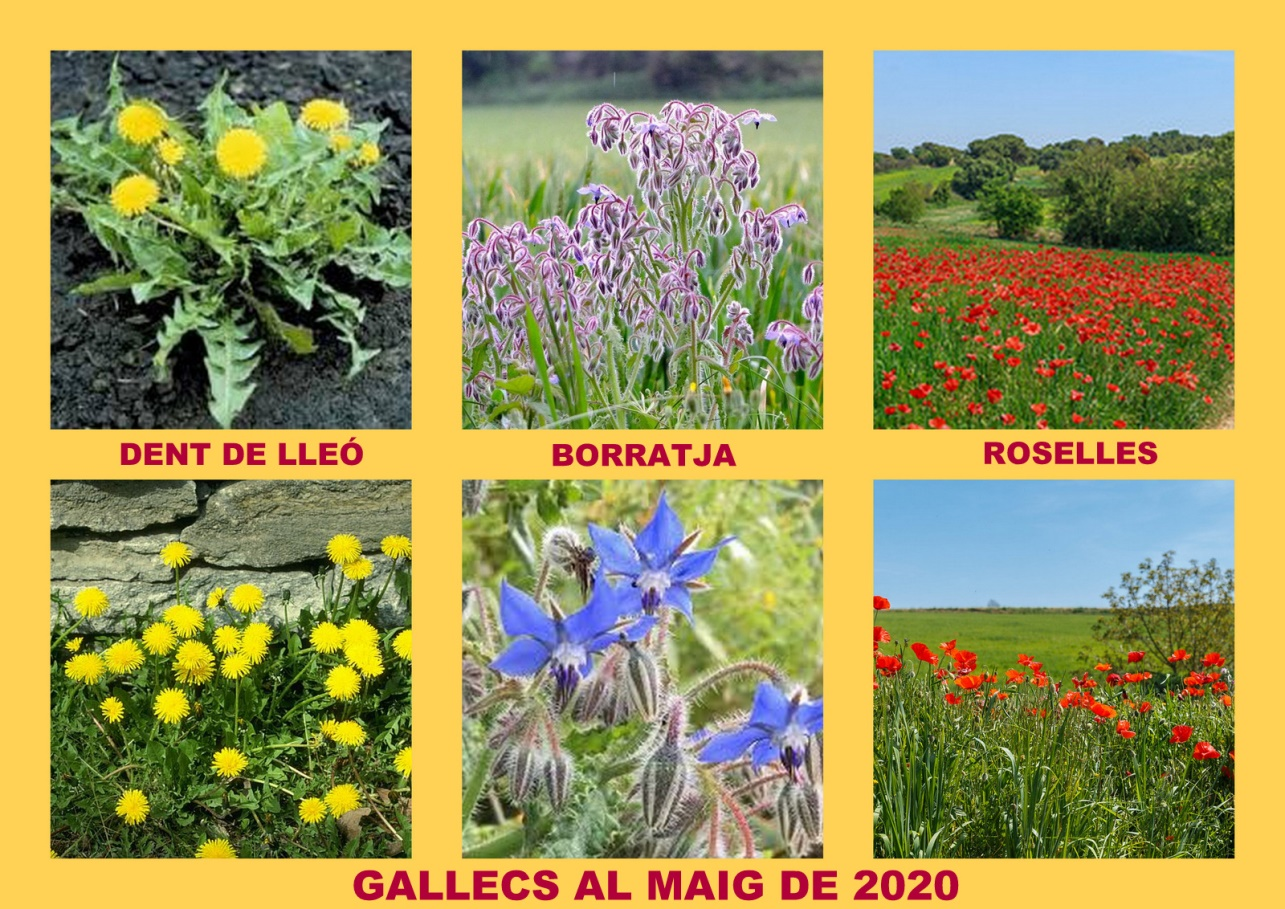 DENT DE LLEÓ
BORRATJA
ROSELLES
GALLECS AL MAIG DE 2020